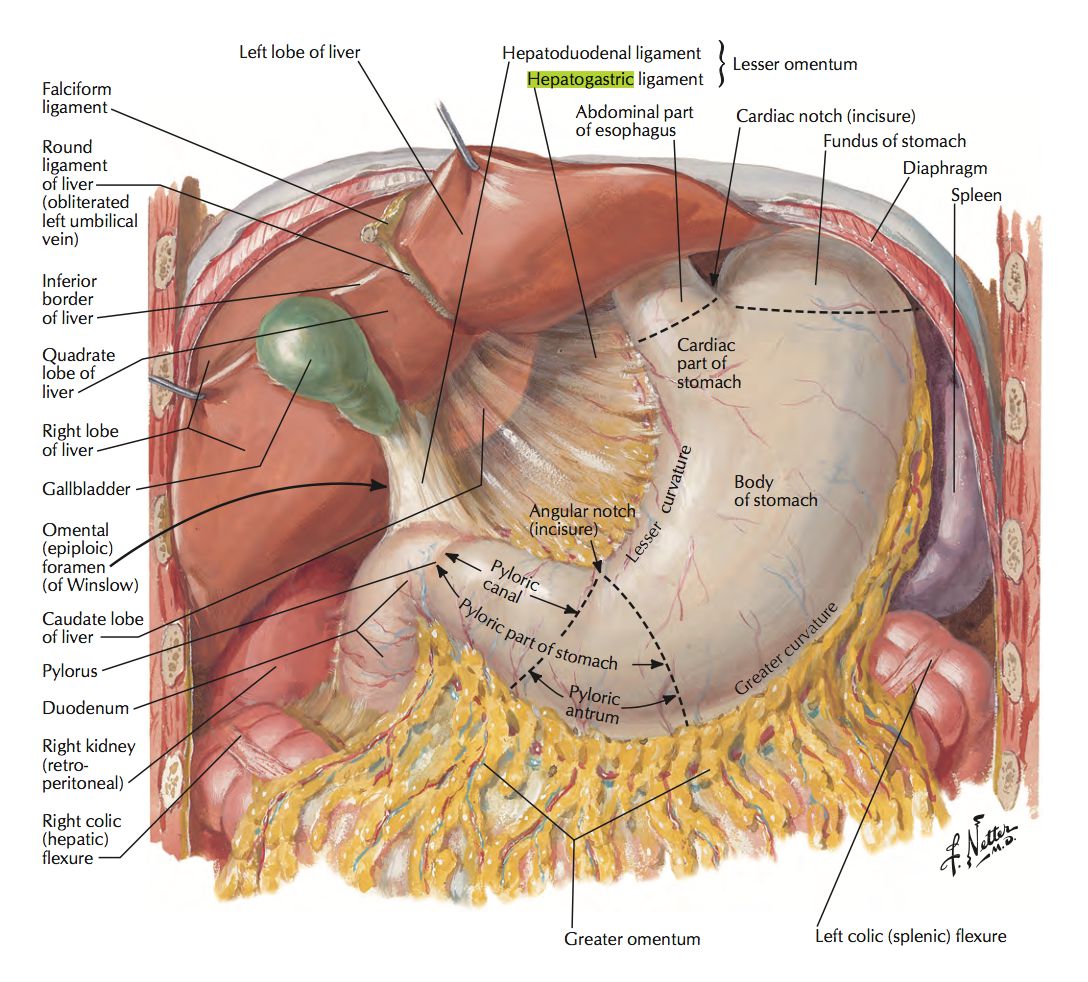 Left lobe of liver
Hepatoduodenal ligament
Hepatogastric ligament
Lesser omentum
Falciform
ligament
Abdominal part
of esophagus
Cardiac notch (incisure)
Fundus of stomach
Diaphragm
Spleen
Round
ligament
of liver
(obliterated
left umbilical
vein)
Inferior
border
of liver
Quadrate
lobe of
liver
Right lobe
of liver
Gallbladder
Omental
(epiploic)
foramen
(of Winslow)
Caudate lobe
of liver
Pylorus
Duodenum
Right kidney
(retro-
peritoneal)
Right colic
(hepatic)
flexure
Cardiac
part of
stomach
Body
of stomach
Lesser curvature
Angular notch
(incisure)
Pyloric
canal
Pyloric part of stomach
Pyloric
antrum
Greater curvature
Greater omentum
Left colic (splenic) flexure
F. Netter
M.D.